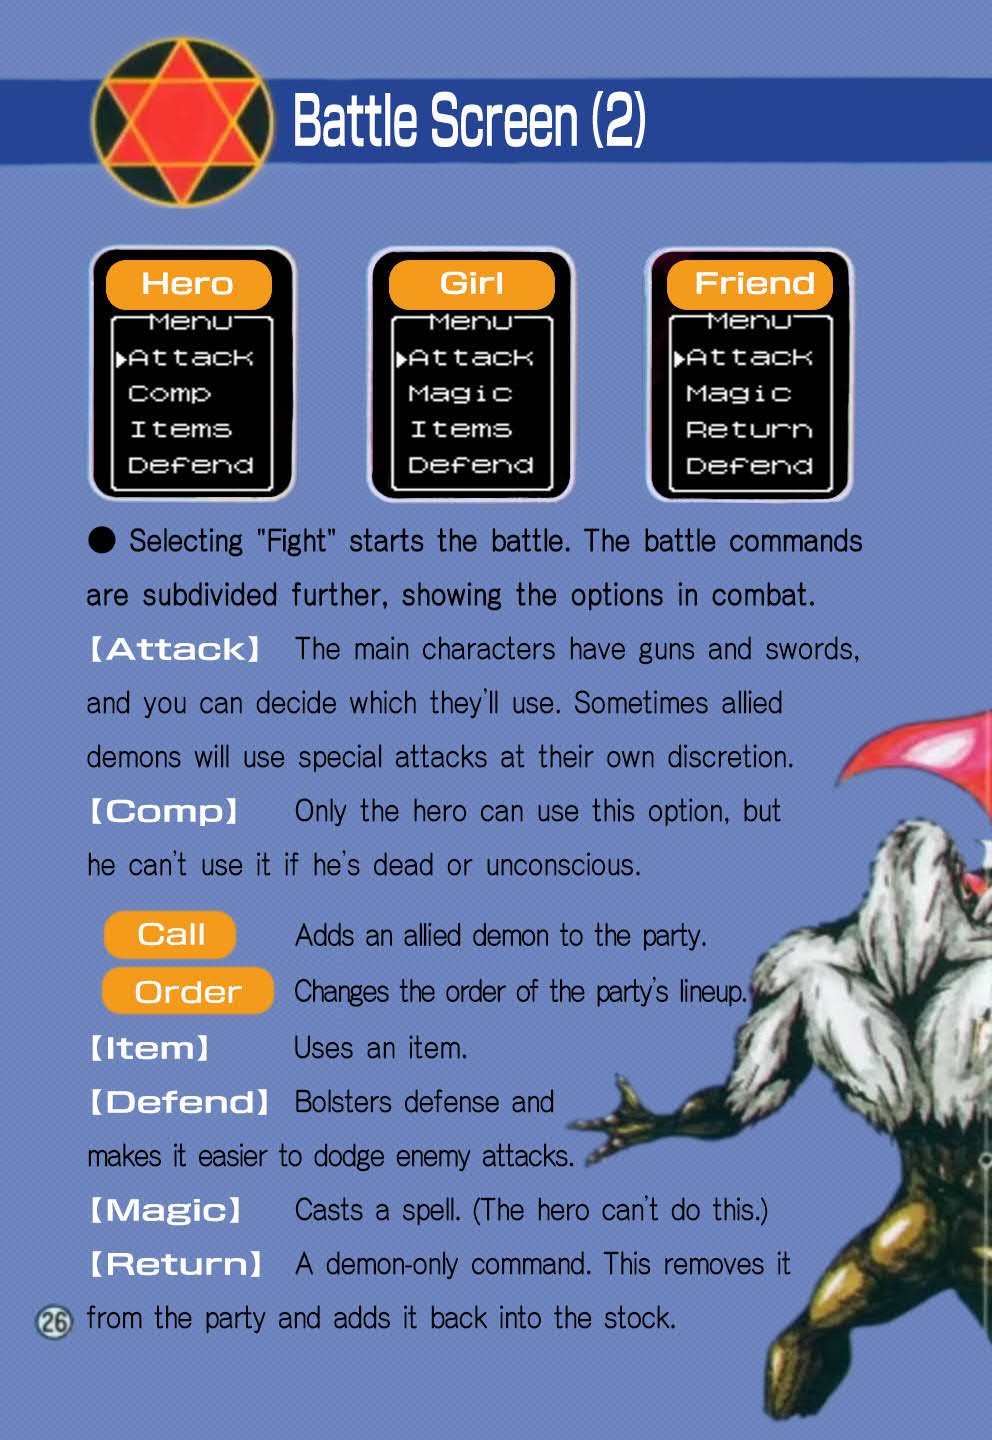 Battle Screen (2)
Hero
Menu
Attack
Comp
Items
Defend
Girl
Menu
Attack
Magic
Items
Defend
Friend
Menu
Attack
Magic
Return
Defend
● Selecting "Fight" starts the battle. The battle commands
are subdivided further, showing the options in combat.
【Attack】 The main characters have guns and swords,
and you can decide which they'll use. Sometimes allied
demons will use special attacks at their own discretion.
【Comp】 Only the hero can use this option, but
he can't use it if he's dead or unconscious.
Call Adds an allied demon to the party.
Order Changes the order of the party's lineup.
【Item】 Uses an item.
【Defend】 Bolsters defense and
makes it easier to dodge enemy attacks.
【Magic】 Casts a spell. (The hero can't do this.)
【Return】 A demon-only command. This removes it
from the party and adds it back into the stock.
26